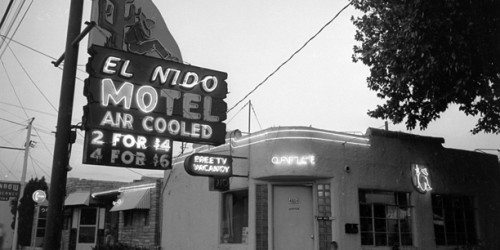 EL NIDO
MOTEL
AIR COOLED
2 FOR $4
4 FOR $6
FREE TV
VACANCY
OFFICE